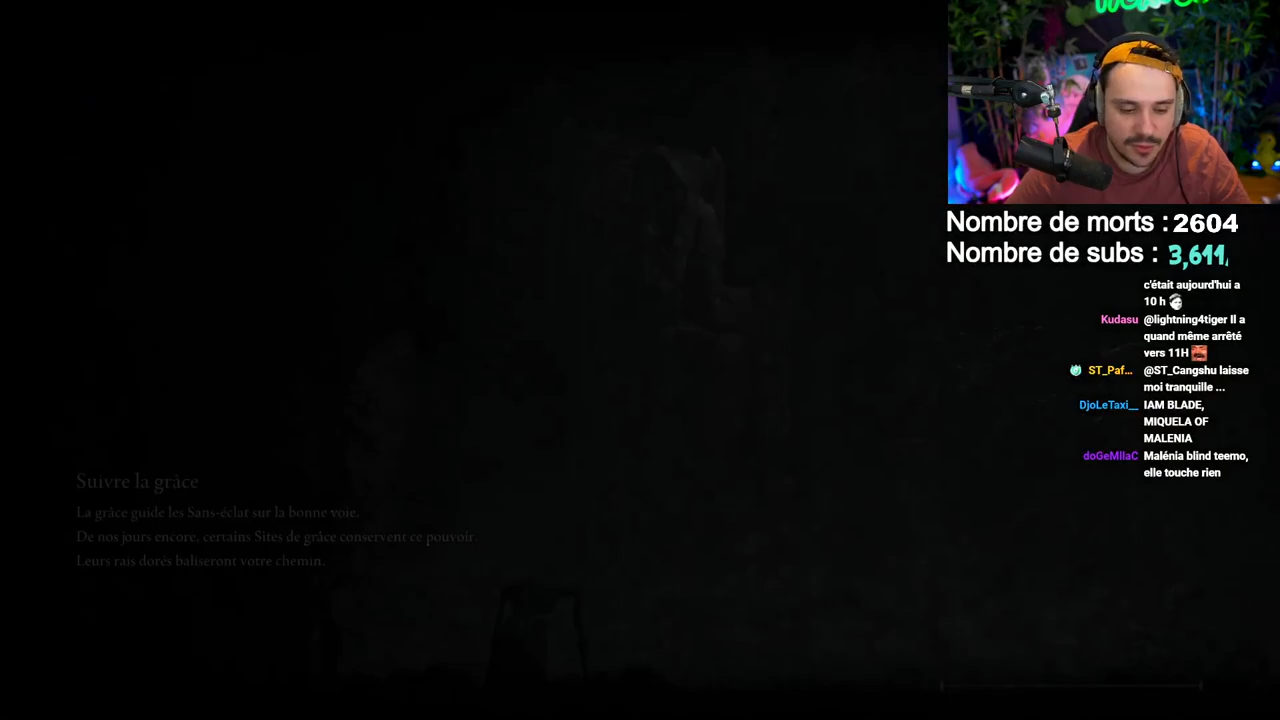 Nombre de morts : 2604
Nombre de subs : 3,611,
c'était aujourd'hui a
10 h
Kudasu @lightning4tiger Il a
quand même arrêté
vers 11H
ST_Paf... @ST_Cangshu laisse
moi tranquille ...
DjoLeTaxi__ IAM BLADE,
MIQUELA OF
MALENIA
doGeMIlaC Malénia blind teemo,
elle touche rien
Suivre la grâce
La grâce guide les Sans-éclat sur la bonne voie.
De nos jours encore, certains Sites de grâce conservent ce pouvoir.
Leurs rais dorés baliseront votre chemin.